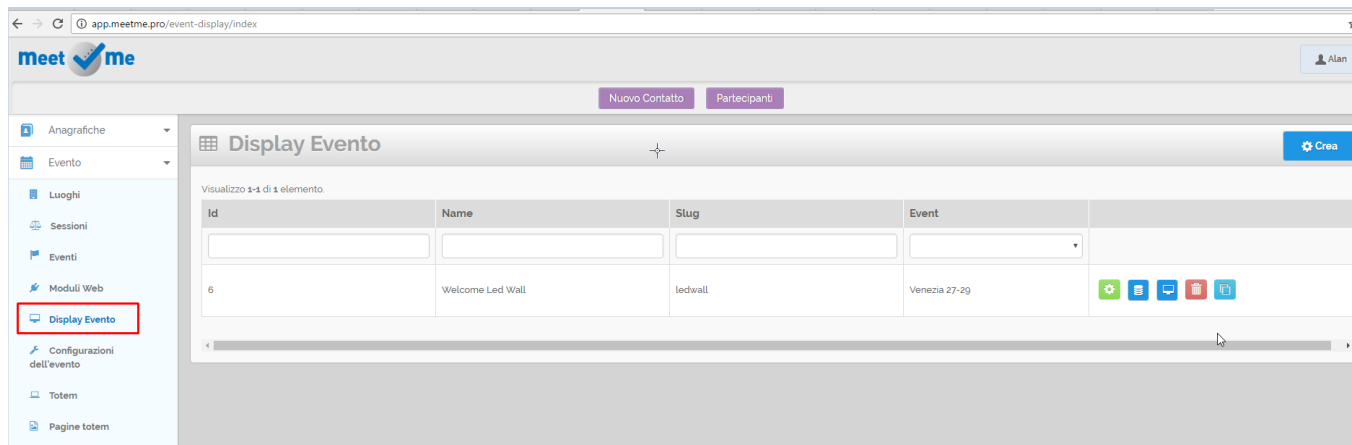 app.meetme.pro/event-display/index
meet me
Alan
Nuovo Contatto Partecipanti
Anagrafiche
Evento
Luoghi
Sessioni
Eventi
Moduli Web
Display Evento
Configurazioni
dell'evento
Totem
Pagine totem
Display Evento
Crea
Visualizzo 1-1 di 1 elemento.
Id Name Slug Event
6 Welcome Led Wall ledwall Venezia 27-29